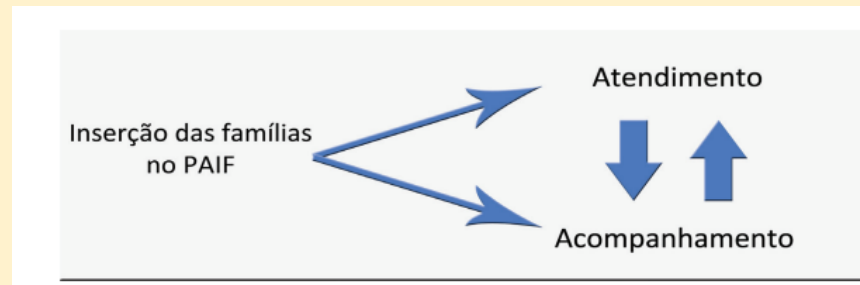 Atendimento
Inserção das famílias
no PAIF
Acompanhamento